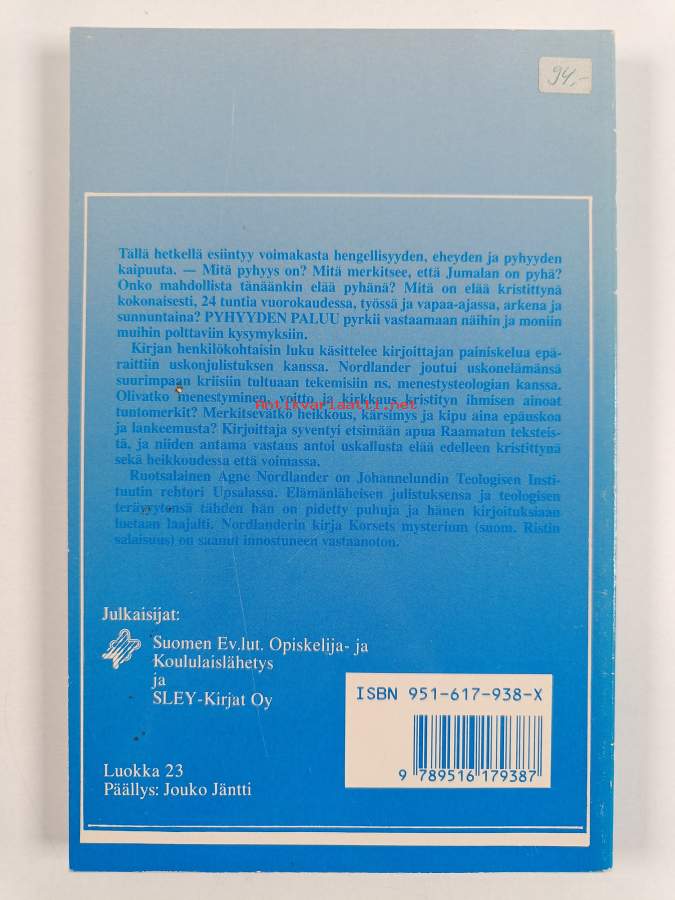 94,-
Tällä hetkellä esiintyy voimakasta hengellisyyden, eheyden ja pyhyyden
kaipuuta. — Mitä pyhyys on? Mitä merkitsee, että Jumalan on pyhä?
Onko mahdollista tänäänkin elää pyhänä? Mitä on elää kristittynä
kokonaisesti, 24 tuntia vuorokaudessa, työssä ja vapaa-ajassa, arkena ja
sunnuntaina? PYHYYDEN PALUU pyrkii vastaamaan näihin ja moniin
muihin polttaviin kysymyksiin.
Kirjan henkilökohtaisin luku käsittelee kirjoittajan painiskelua epä-
raittiin uskonjulistuksen kanssa. Nordlander joutui uskonelämänsä
suurimpaan kriisiin tultuaan tekemisiin ns. menestysteologian kanssa.
Olivatko menestyminen, voitto ja kirkkaus kristityn ihmisen ainoat
tuntomerkit? Merkitsevätkö heikkous, kärsimys ja kipu aina epäuskoa
ja lankeemusta? Kirjoittaja syventyi etsimään apua Raamatun teksteis-
tä, ja niiden antama vastaus antoi uskallusta elää edelleen kristittynä
sekä heikkoudessa että voimassa.
Ruotsalainen Agne Nordlander on Johannelundin Teologisen Insti-
tuutin rehtori Upsalassa. Elämänläheisen julistuksensa ja teologisen
terävyytensä tähden hän on pidetty puhuja ja hänen kirjoituksiaan
luetaan laajalti. Nordlanderin kirja Korsets mysterium (suom. Ristin
salaisuus) on saanut innostuneen vastaanoton.
Antikvariaatti.net
Julkaisijat:
Suomen Ev.lut. Opiskelija- ja
Koululaislähetys
ja
SLEY-Kirjat Oy
ISBN 951-617-938-X
9 789516 179387
Luokka 23
Päällys: Jouko Jäntti